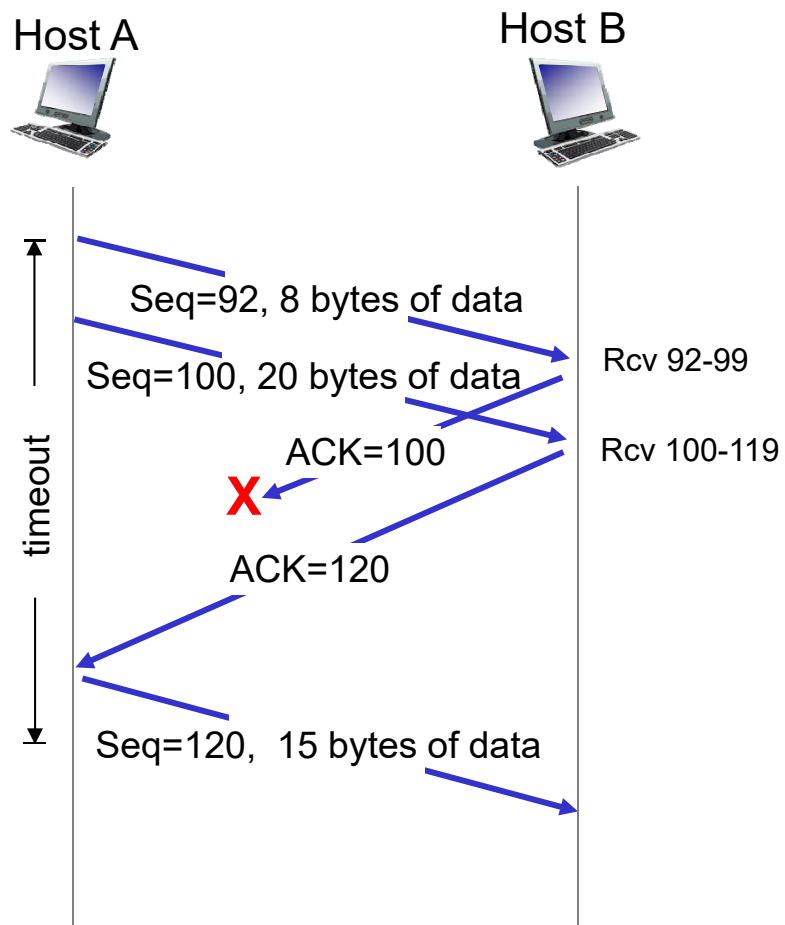 Host A
Host B
Seq=92, 8 bytes of data
Rcv 92-99
Seq=100, 20 bytes of data
ACK=100
Rcv 100-119
X
timeout
ACK=120
Seq=120,  15 bytes of data